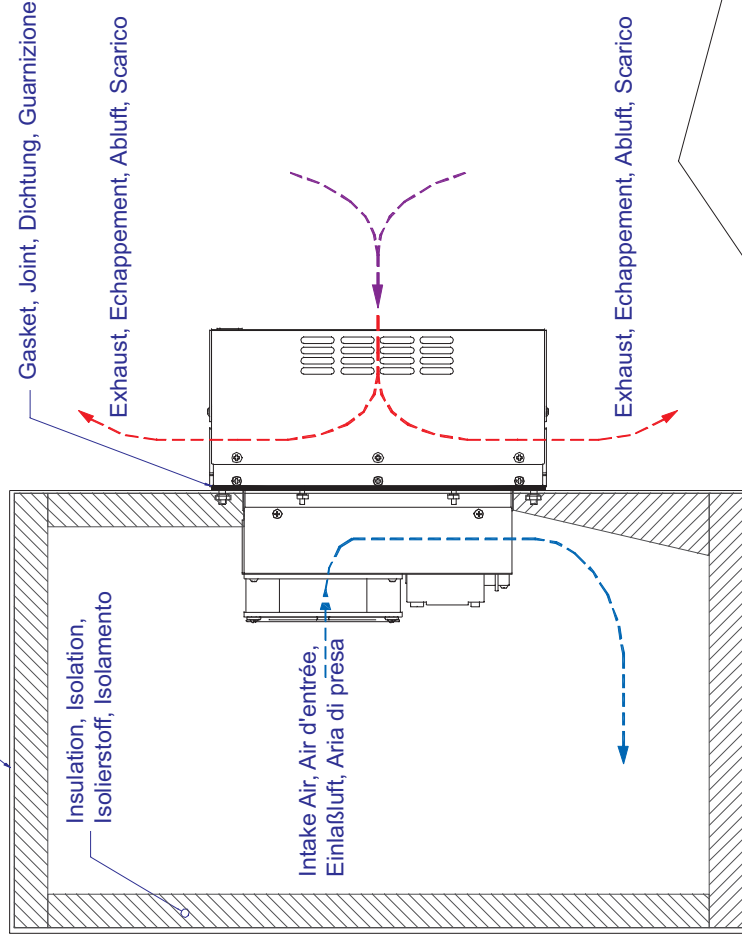 Gasket, Joint, Dichtung, Guarnizione
Exhaust, Echappement, Abluft, Scarico
Exhaust, Echappement, Abluft, Scarico
Insulation, Isolation,
Isolierstoff, Isolamento
Intake Air, Air d'entrée,
Einlaßluft, Aria di presa